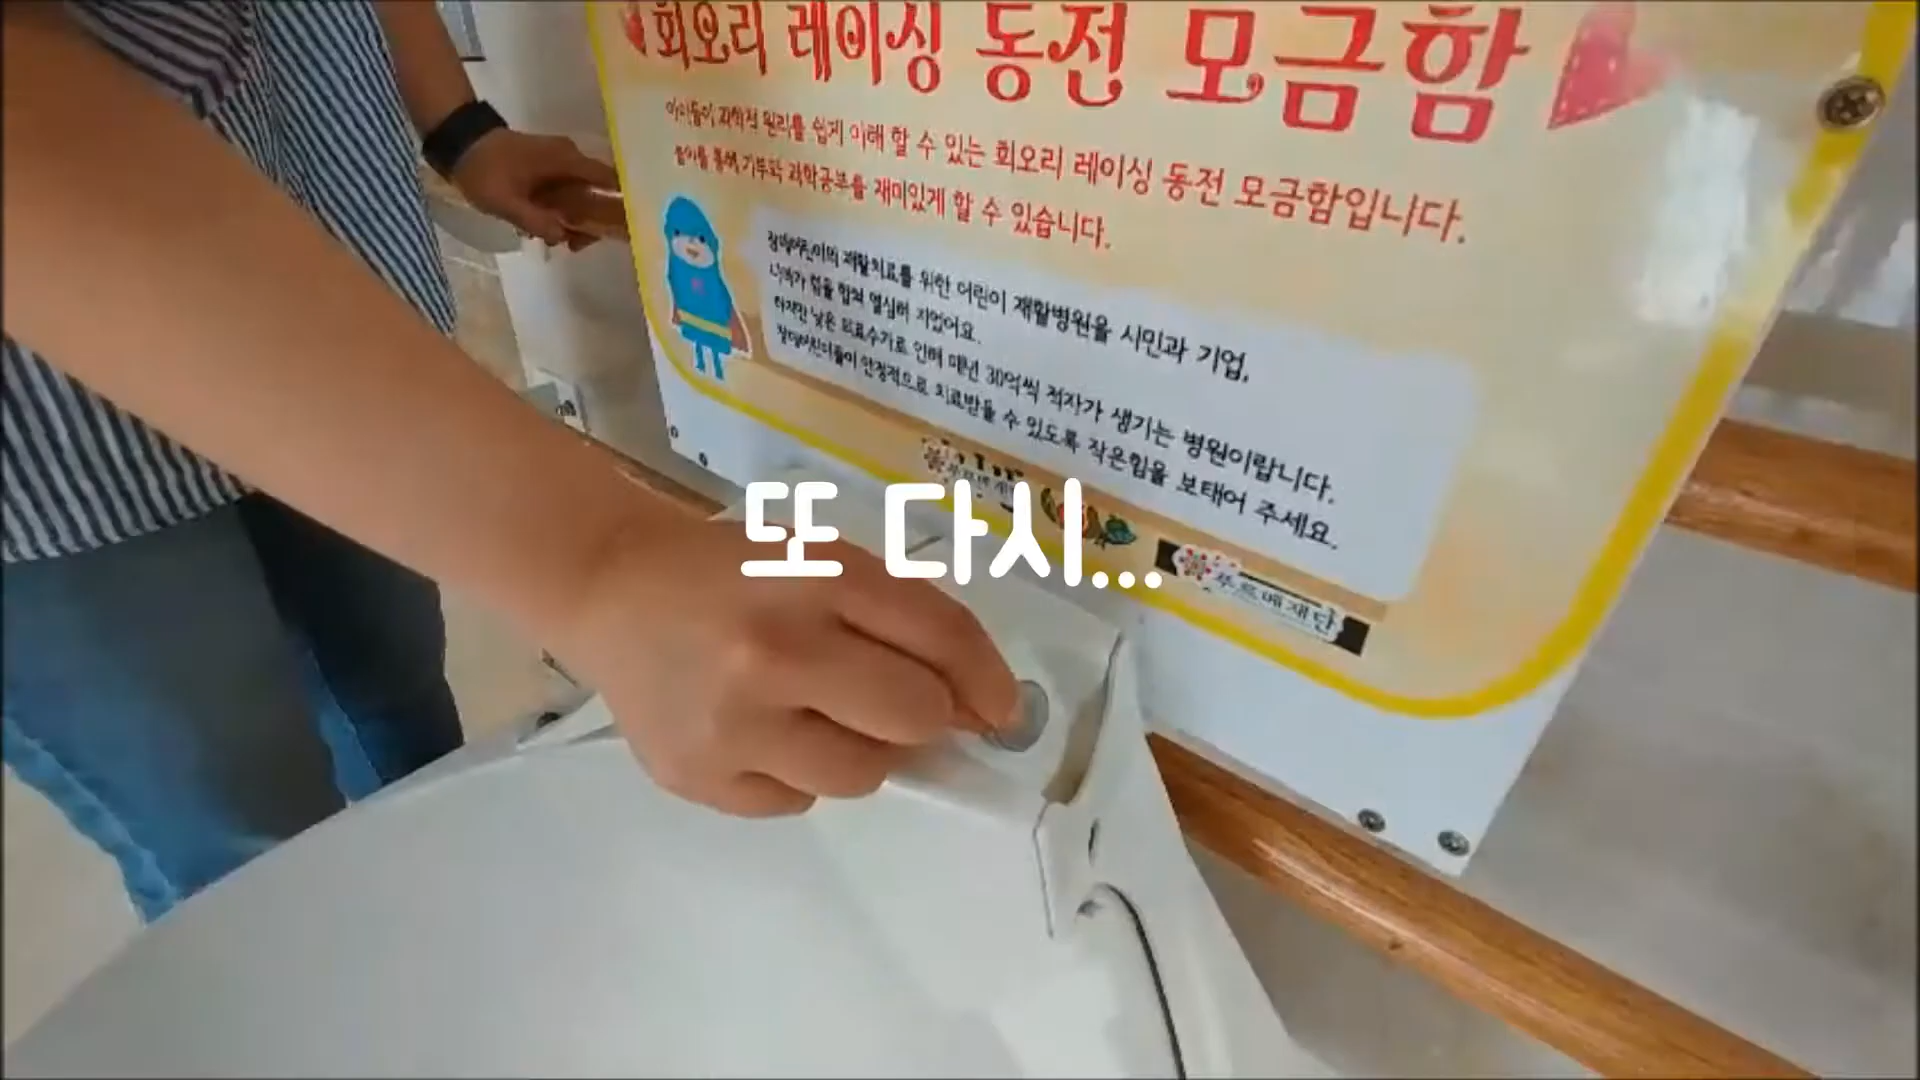 회오리 레이싱 동전 모금함
아이들이 과학적 원리를 쉽게 이해 할 수 있는 회오리 레이싱 동전 모금함입니다.
놀이를 통해 기부와 과학공부를 재미있게 할 수 있습니다.
장애어린이의 재활치료를 위한 어린이 재활병원을 시민과 기업,
넥슨가 힘을 합쳐 열심히 지었어요.
하지만 낮은 의료수가로 인해 매년 30억씩 적자가 생기는 병원이랍니다.
장애어린이들이 안정적으로 치료받을 수 있도록 작은힘을 보태어 주세요.
또 다시...
푸르메재단